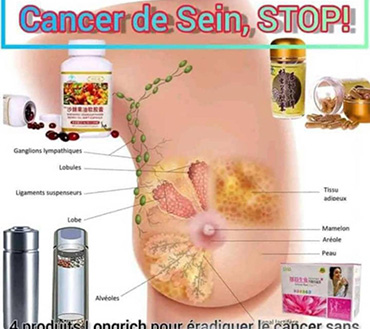 Cancer de Sein, STOP!
Ganglions lymphatiques
Lobules
Ligaments suspenseurs
Lobe
Alvéoles
Tissu
adipeux
Mamelon
Aréole
Peau
4 produits Longrich pour éradiquer le cancer sans